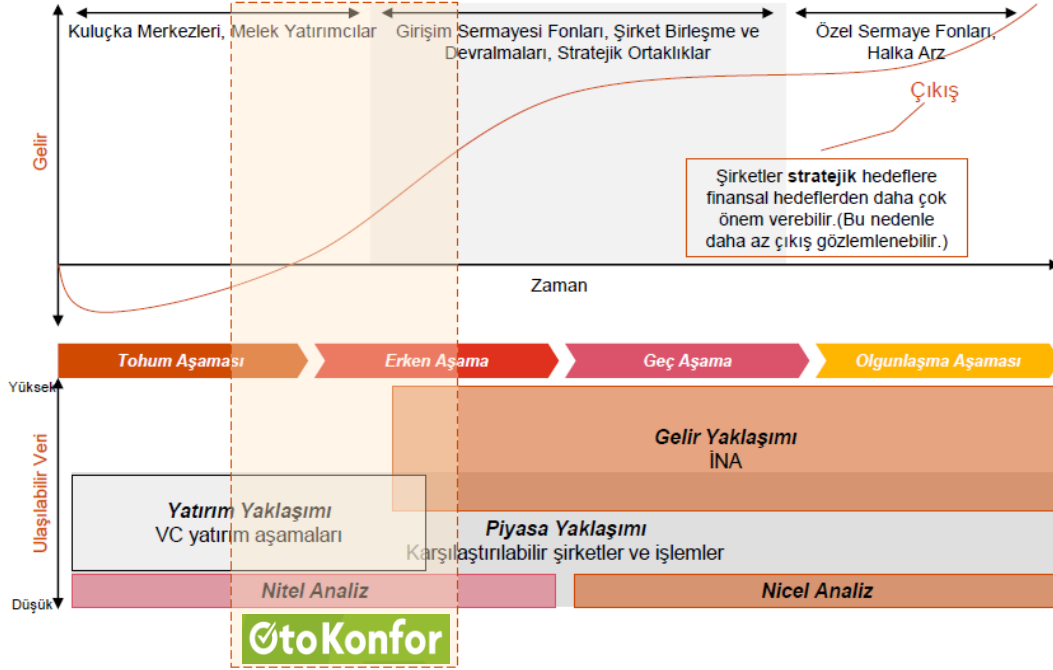 Kuluçka Merkezleri, Melek Yatırımcılar
Girişim Sermayesi Fonları, Şirket Birleşme ve
Devralmaları, Stratejik Ortaklıklar
Özel Sermaye Fonları,
Halka Arz
Çıkış
Gelir
Şirketler stratejik hedeflere
finansal hedeflerden daha çok
önem verebilir.(Bu nedenle
daha az çıkış gözlemlenebilir.)
Zaman
Tohum Aşaması
Erken Aşama
Geç Aşama
Olgunlaşma Aşaması
Yüksek
Ulaşılabilir Veri
Gelir Yaklaşımı
İNA
Yatırım Yaklaşımı
VC yatırım aşamaları
Piyasa Yaklaşımı
Karşılaştırılabilir şirketler ve işlemler
Nitel Analiz
Nicel Analiz
Düşük
OtoKonfor